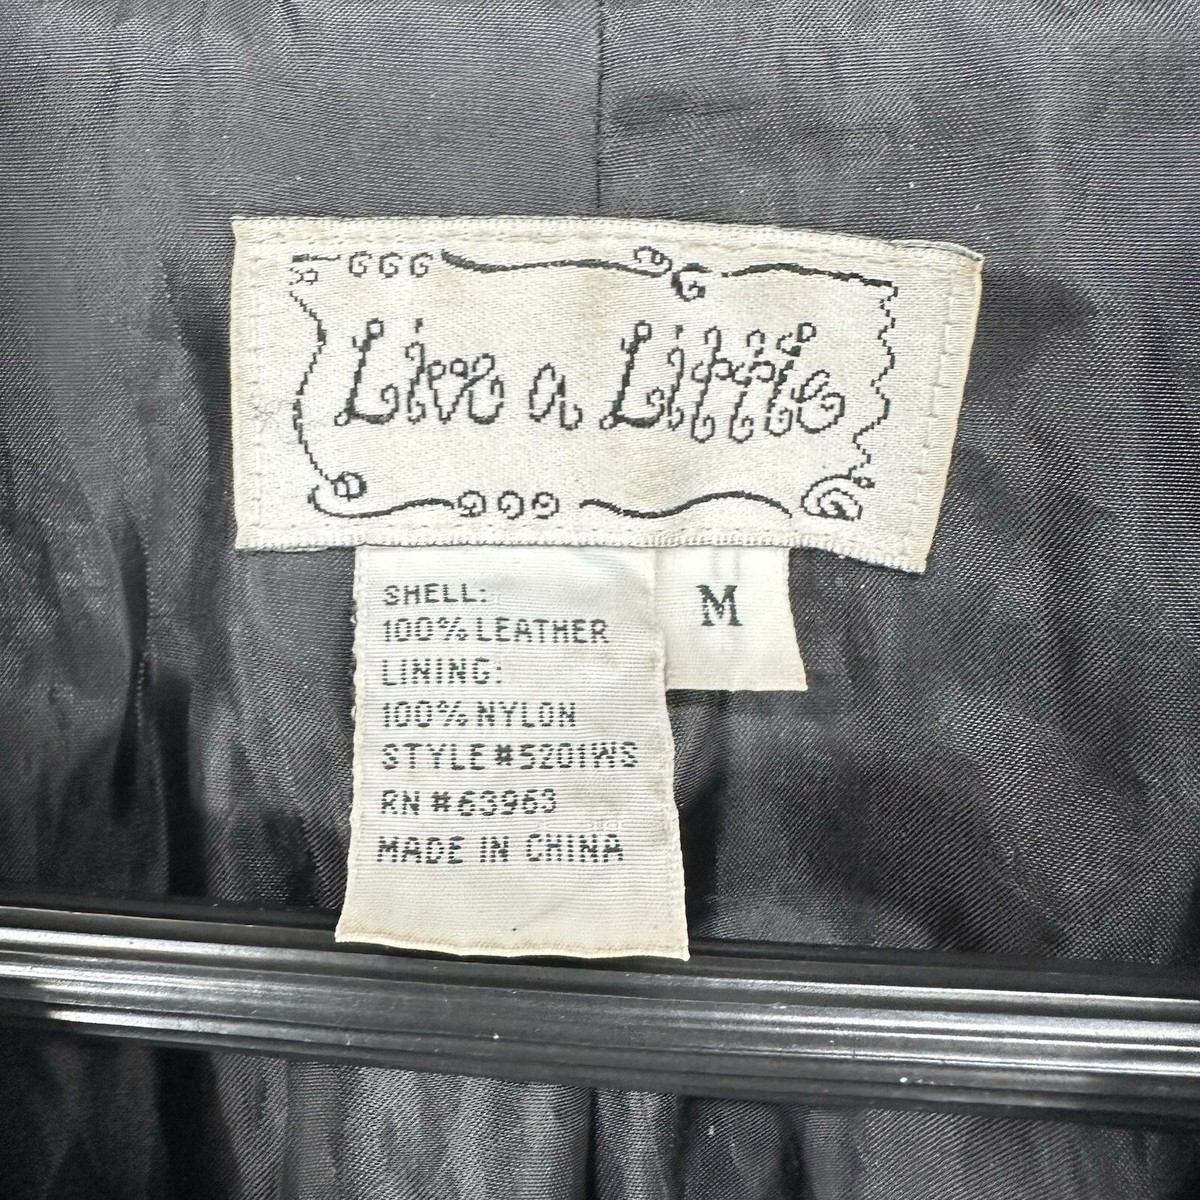 Live a Little
M
SHELL:
100% LEATHER
LINING:
100% NYLON
STYLE #5201WS
RN #63963
MADE IN CHINA